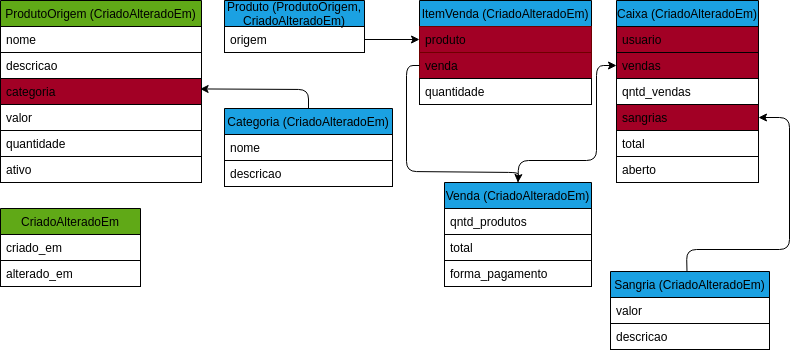 ProdutoOrigem (CriadoAlteradoEm)
nome
descricao
categoria
valor
quantidade
ativo
Produto (ProdutoOrigem,
CriadoAlteradoEm)
origem
ItemVenda (CriadoAlteradoEm)
produto
venda
quantidade
Caixa (CriadoAlteradoEm)
usuario
vendas
qntd_vendas
sangrias
total
aberto
Categoria (CriadoAlteradoEm)
nome
descricao
CriadoAlteradoEm
criado_em
alterado_em
Venda (CriadoAlteradoEm)
qntd_produtos
total
forma_pagamento
Sangria (CriadoAlteradoEm)
valor
descricao